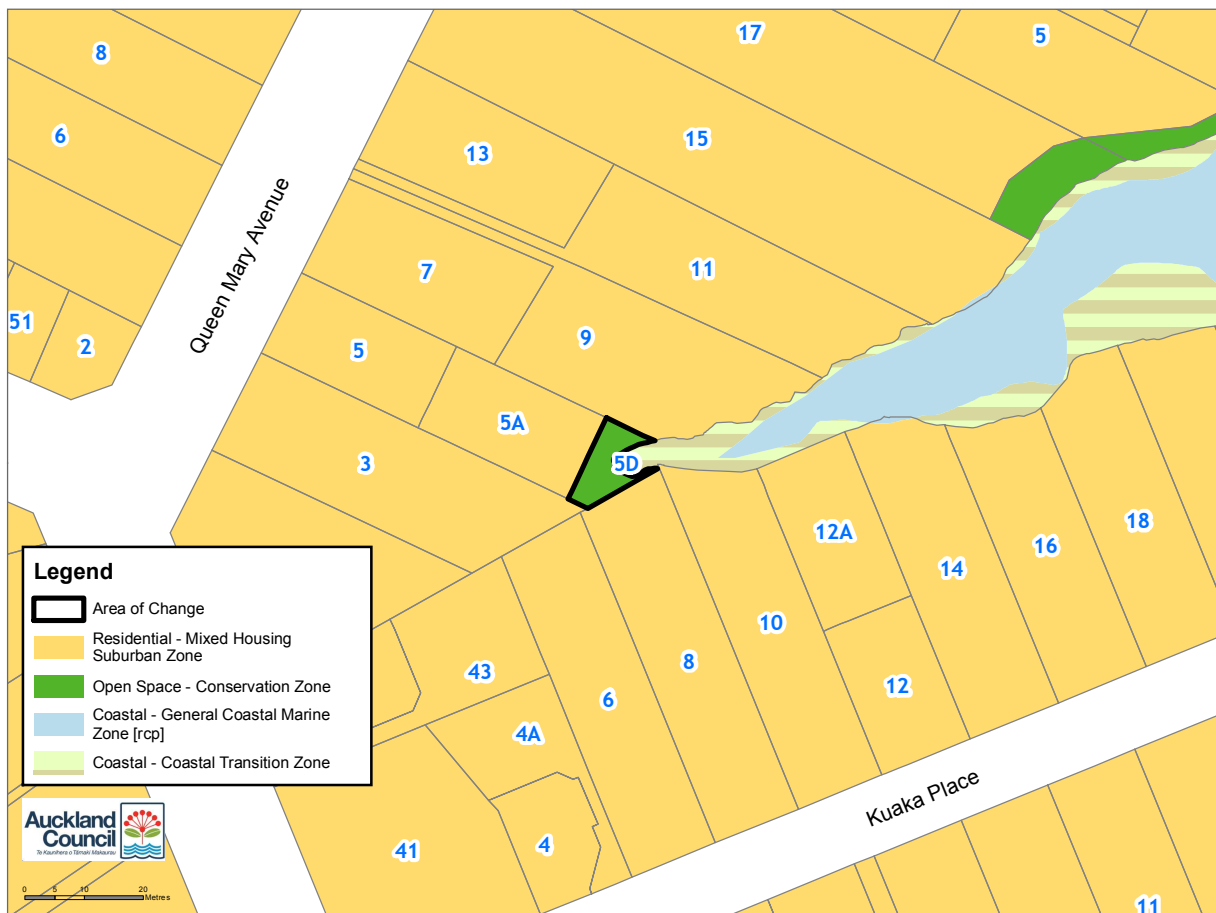 17
5
8
6
13
15
Queen Mary Avenue
7
11
9
51
2
5
5A
3
5D
12A
14
16
18
10
8
6
43
12
4A
4
41
Kuaka Place
11
Legend
Area of Change
Residential - Mixed Housing
Suburban Zone
Open Space - Conservation Zone
Coastal - General Coastal Marine
Zone [rcp]
Coastal - Coastal Transition Zone
Auckland
Council
Te Kaunihera o Tāmaki Makaurau
0 5 10 20
Metres